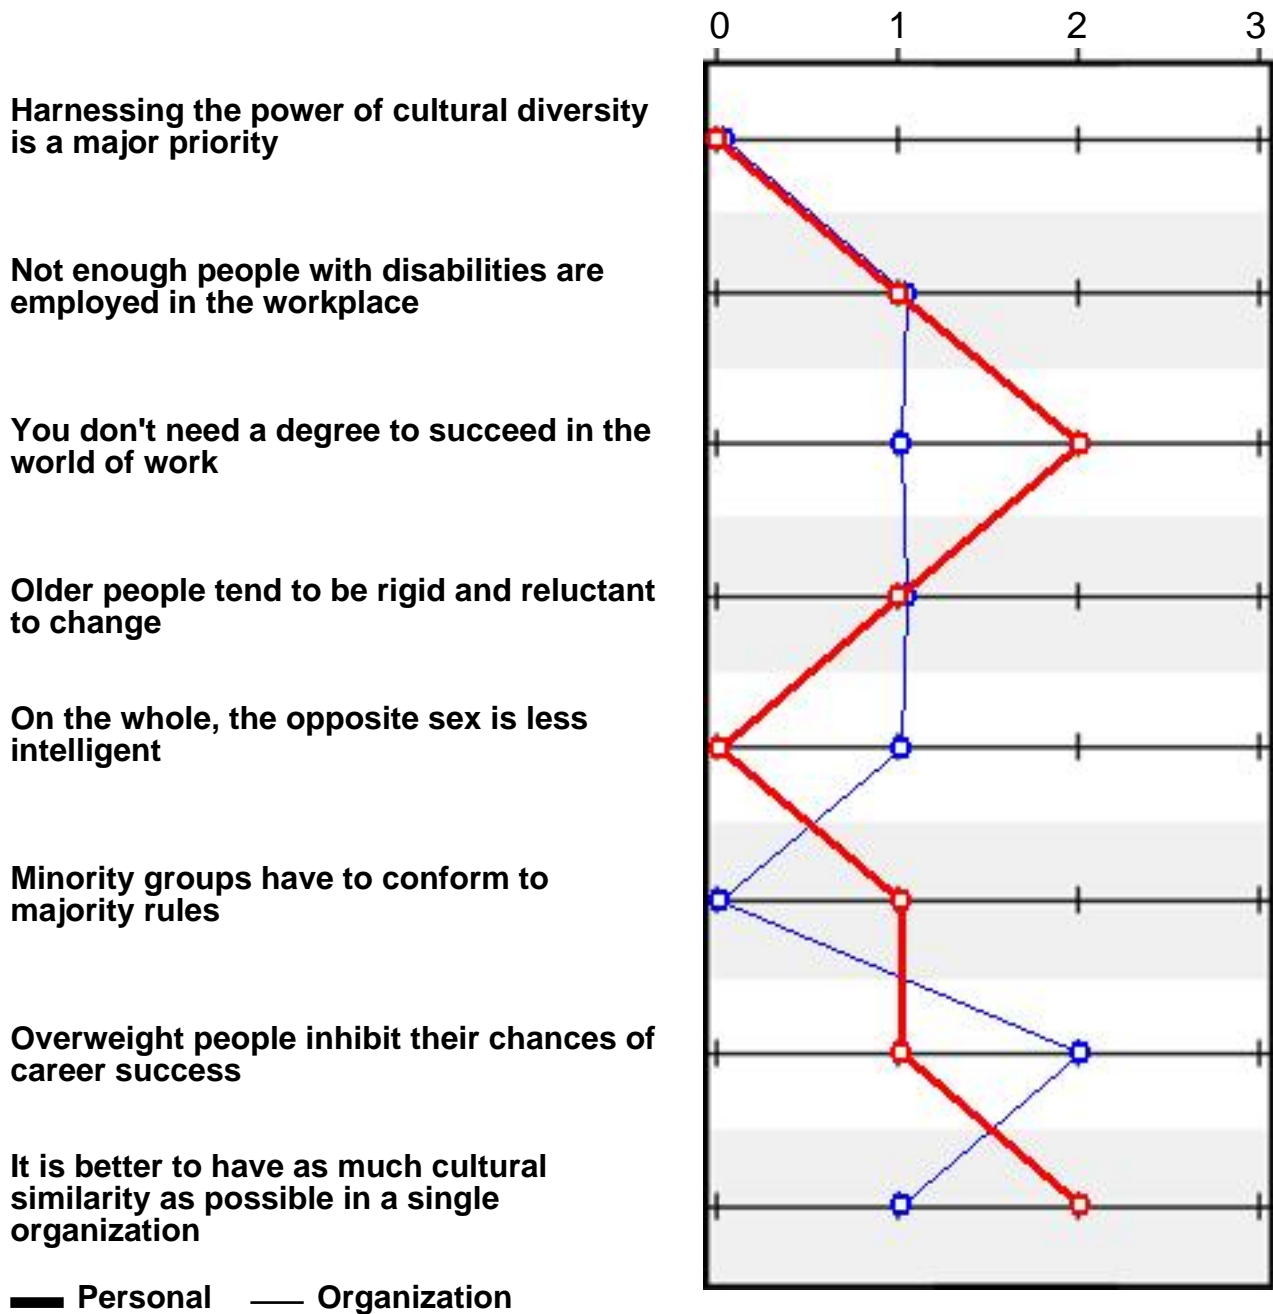 0 1 2 3
Harnessing the power of cultural diversity
is a major priority
Not enough people with disabilities are
employed in the workplace
You don't need a degree to succeed in the
world of work
Older people tend to be rigid and reluctant
to change
On the whole, the opposite sex is less
intelligent
Minority groups have to conform to
majority rules
Overweight people inhibit their chances of
career success
It is better to have as much cultural
similarity as possible in a single
organization
Personal Organization